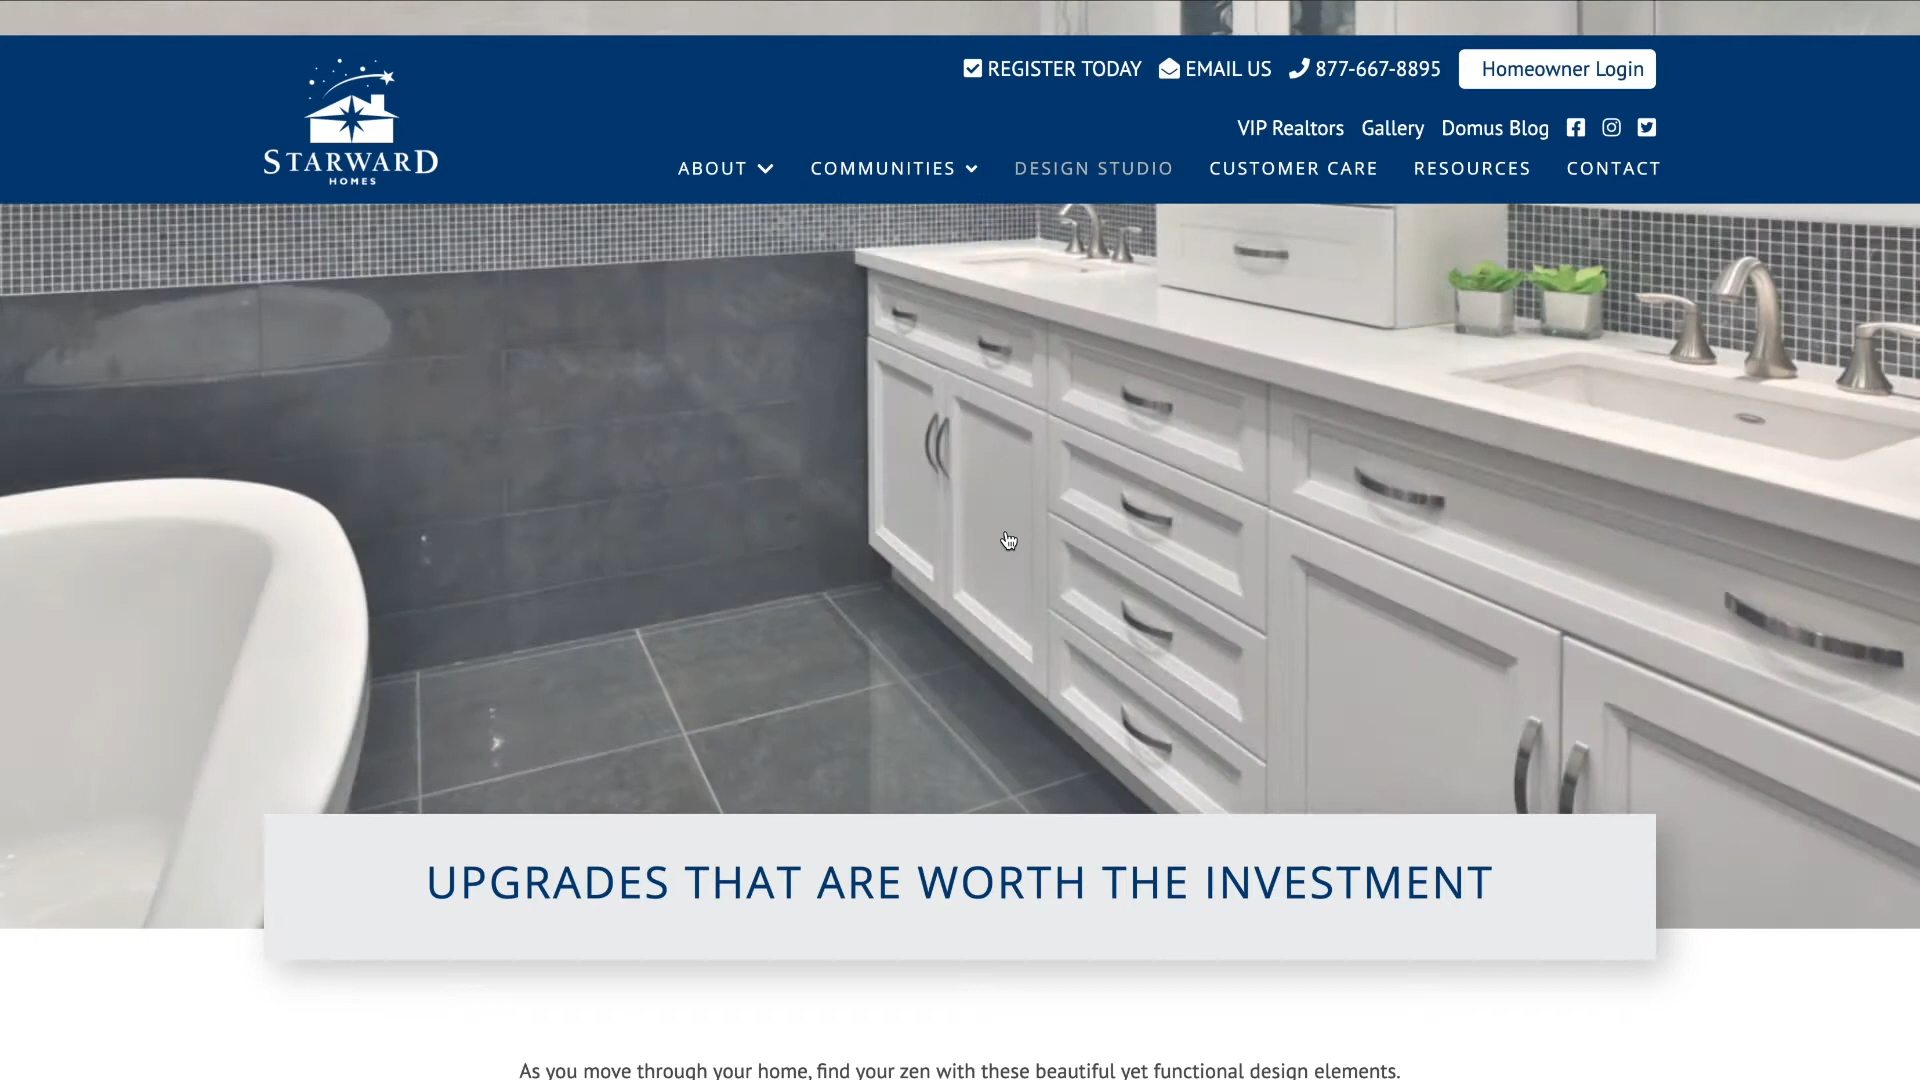 REGISTER TODAY EMAIL US 877-667-8895 Homeowner Login
VIP Realtors Gallery Domus Blog
STARWARD
HOMES
ABOUT COMMUNITIES DESIGN STUDIO CUSTOMER CARE RESOURCES CONTACT
UPGRADES THAT ARE WORTH THE INVESTMENT
As you move through your home, find your zen with these beautiful yet functional design elements.